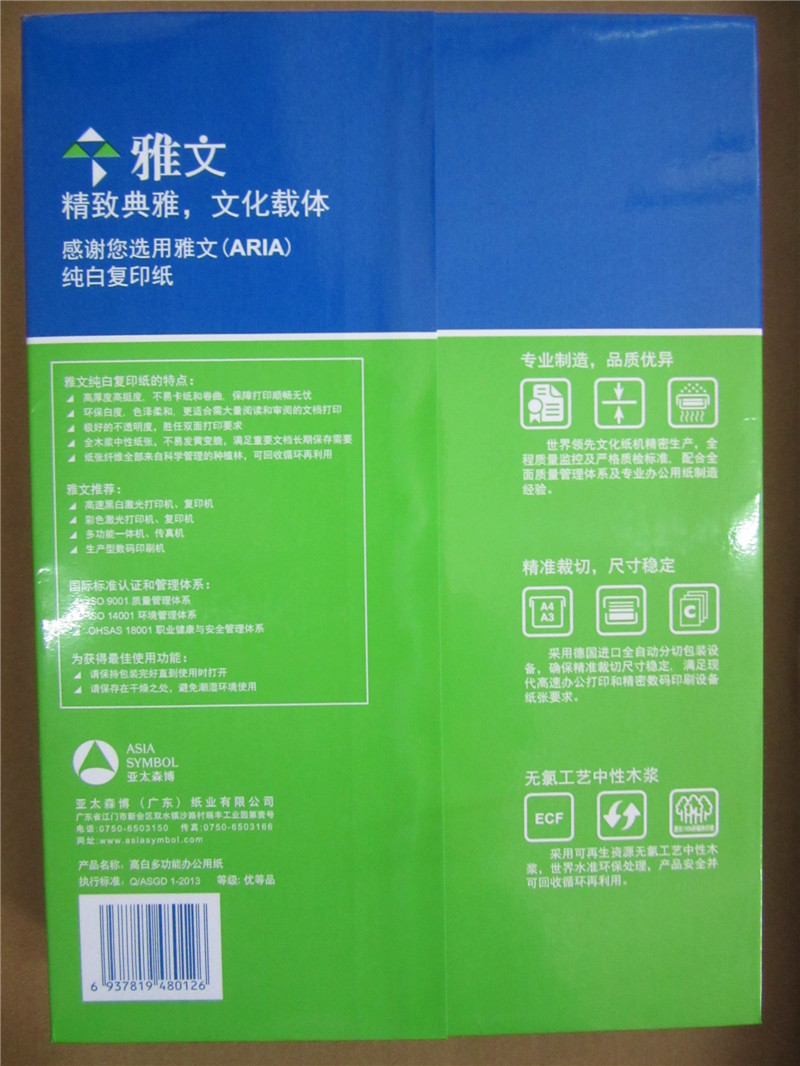 雅文
精致典雅，文化载体
感谢您选用雅文（ARIA）
纯白复印纸
雅文纯白复印纸的特点：
高厚度高挺度，不易卡纸和卷曲，保障打印顺畅无忧
环保白度，色泽柔和，更适合需大量阅读和审阅的文档打印
极好的不透明度，胜任双面打印要求
全木浆中性纸张，不易发黄变脆，满足重要文档长期保存需要
纸张纤维全部来自科学管理的种植林，可回收循环再利用
雅文推荐：
高速黑白激光打印机、复印机
彩色激光打印机、复印机
多功能一体机、传真机
生产型数码印刷机
国际标准认证和管理体系：
ISO 9001 质量管理体系
ISO 14001 环境管理体系
OHSAS 18001 职业健康与安全管理体系
为获得最佳使用功能：
请保持包装完好直到使用时打开
请保存在干燥之处，避免潮湿环境使用
ASIA
SYMBOL
亚太森博
亚太森博（广东）纸业有限公司
广东省江门市新会区双水镇沙路村瑞丰工业园颐景号
电话:0750-6503150 传真:0750-6503166
网址:www.asiasymbol.com
产品名称：高白多功能办公用纸
执行标准：Q/ASGD 1-2013 等级：优等品
6 937819 480126
专业制造，品质优异
世界领先文化纸机精密生产，全
程质量监控及严格质检标准，配合全
面质量管理体系及专业办公用纸制造
经验。
精准裁切，尺寸稳定
A4
A3
C
采用德国进口全自动分切包装设
备，确保精准裁切尺寸稳定，满足现
代高速办公打印和精密数码印刷设备
纸张要求。
无氯工艺中性木浆
ECF
采用可再生资源无氯工艺中性木
浆，世界水准环保处理，产品安全并
可回收循环再利用。